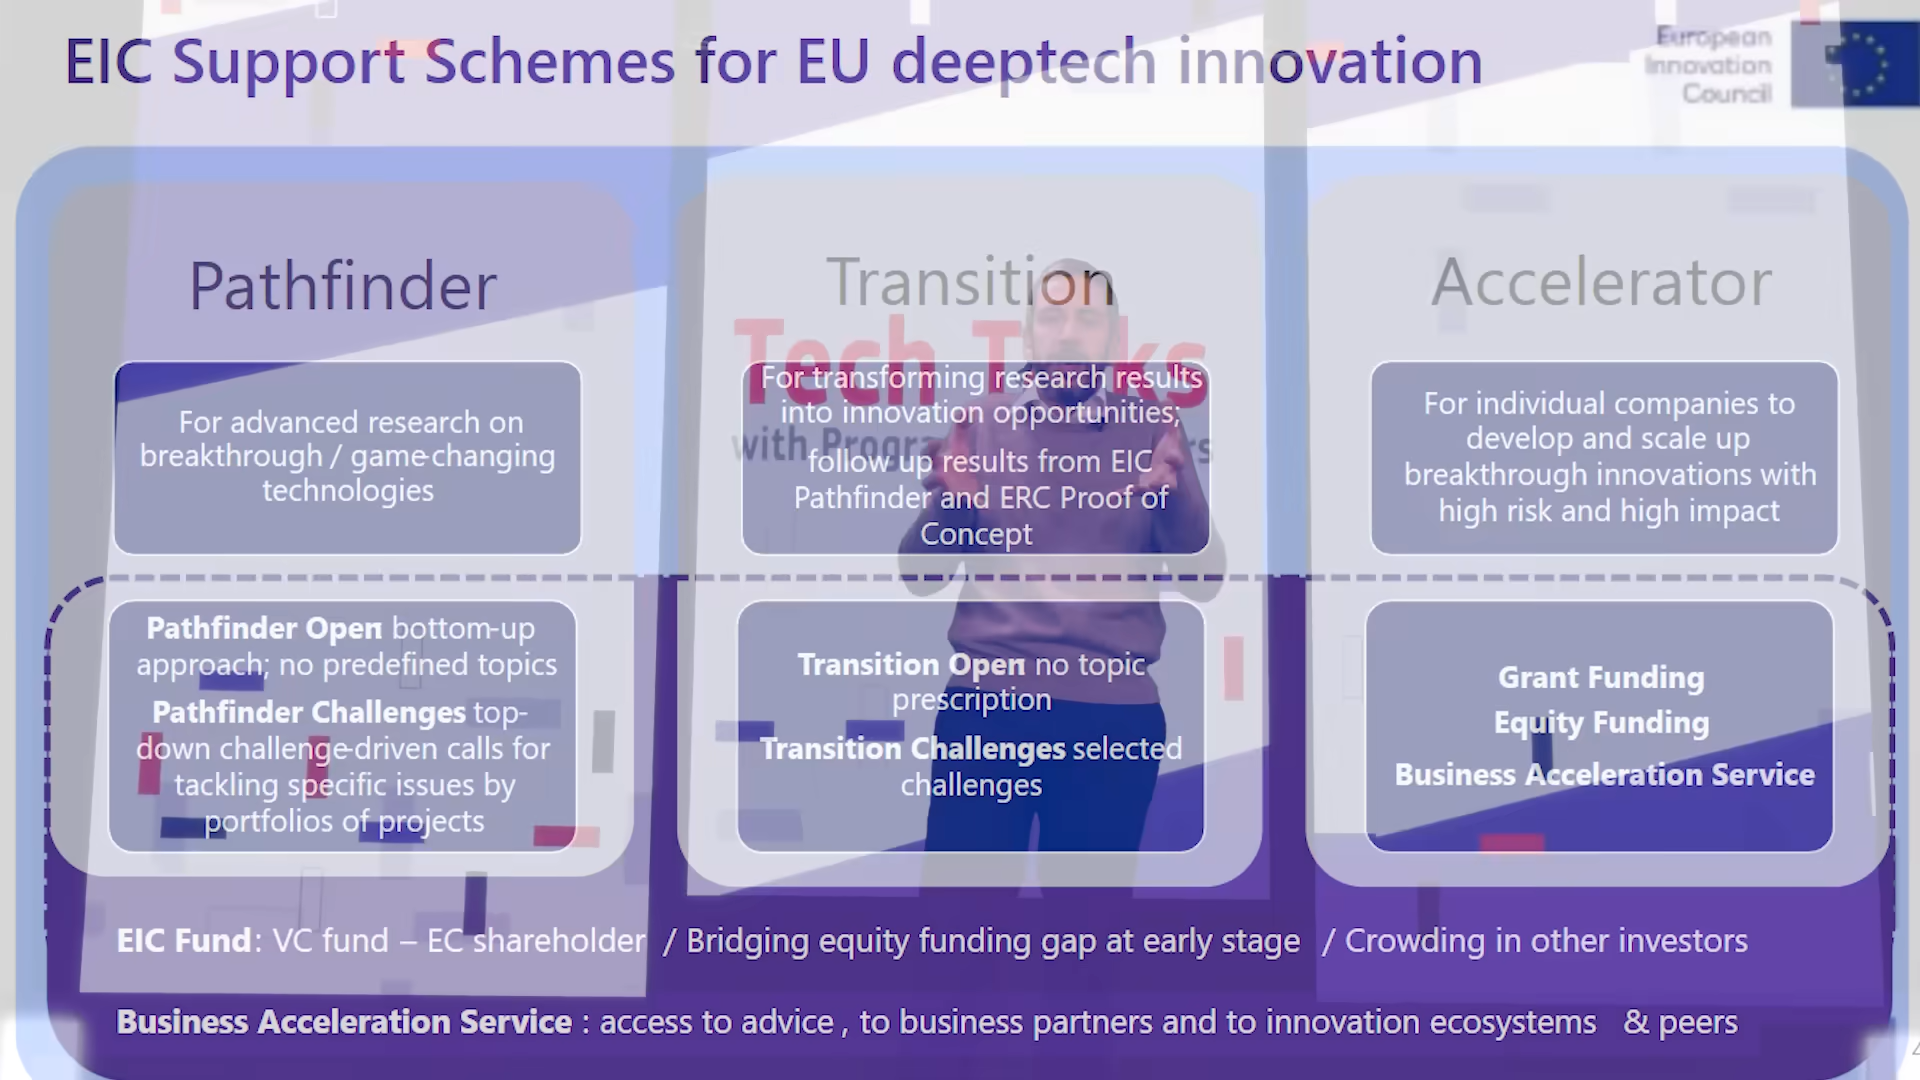 EIC Support Schemes for EU deeptech innovation
European
Innovation
Council
Pathfinder
For advanced research on
breakthrough / game-changing
technologies
Pathfinder Open bottom-up
approach; no predefined topics
Pathfinder Challenges top-
down challenge-driven calls for
tackling specific issues by
portfolios of projects
Transition
Tech
with
For transforming research results
into innovation opportunities;
follow up results from EIC
Pathfinder and ERC Proof of
Concept
Transition Open no topic
prescription
Transition Challenges selected
challenges
Accelerator
For individual companies to
develop and scale up
breakthrough innovations with
high risk and high impact
Grant Funding
Equity Funding
Business Acceleration Service
EIC Fund: VC fund – EC shareholder / Bridging equity funding gap at early stage / Crowding in other investors
Business Acceleration Service : access to advice , to business partners and to innovation ecosystems & peers